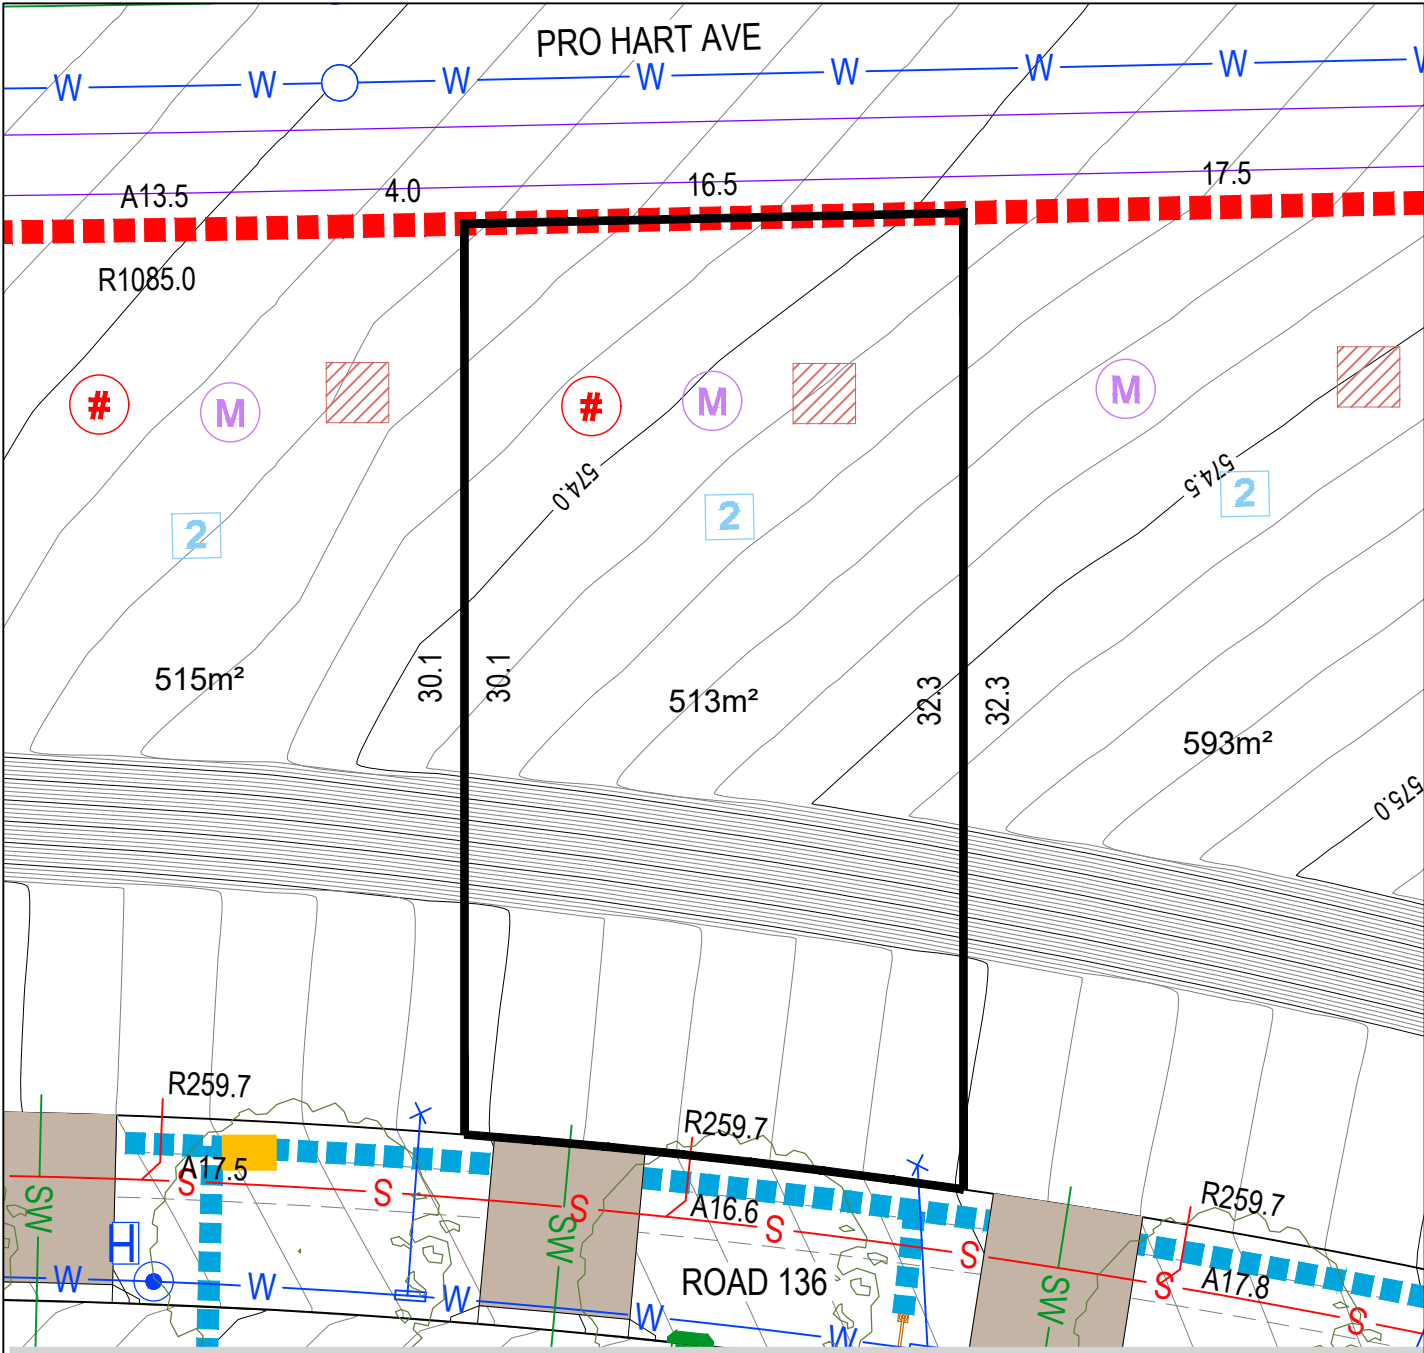 PRO HART AVE
W W W W W W W W
A13.5 4.0 16.5 17.5
R1085.0
# M # M M
574.0 574.5
2 2 2
515m² 30.1 30.1 513m² 32.3 32.3 593m²
575.0
R259.7 R259.7 R259.7
A17.5 A16.6 A17.8
S S S S S S
SW SW SW
H
ROAD 136
W W W W W